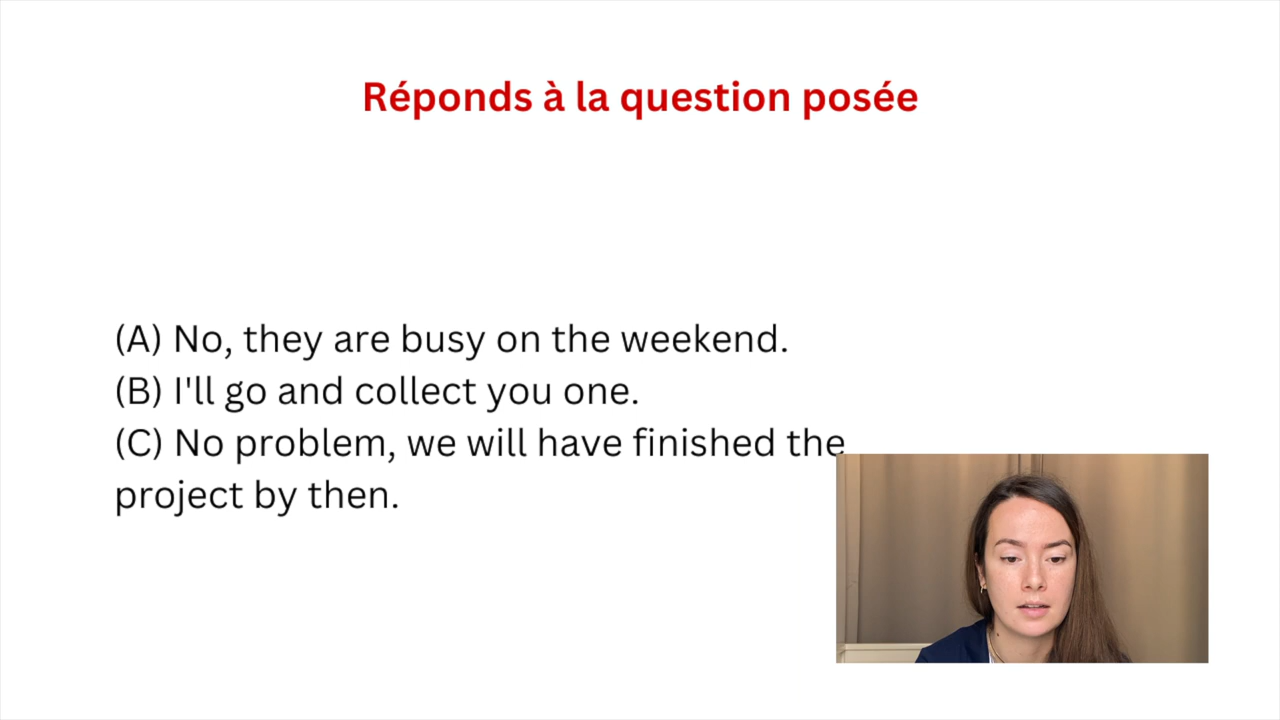 Réponds à la question posée
(A) No, they are busy on the weekend.
(B) I'll go and collect you one.
(C) No problem, we will have finished the
project by then.